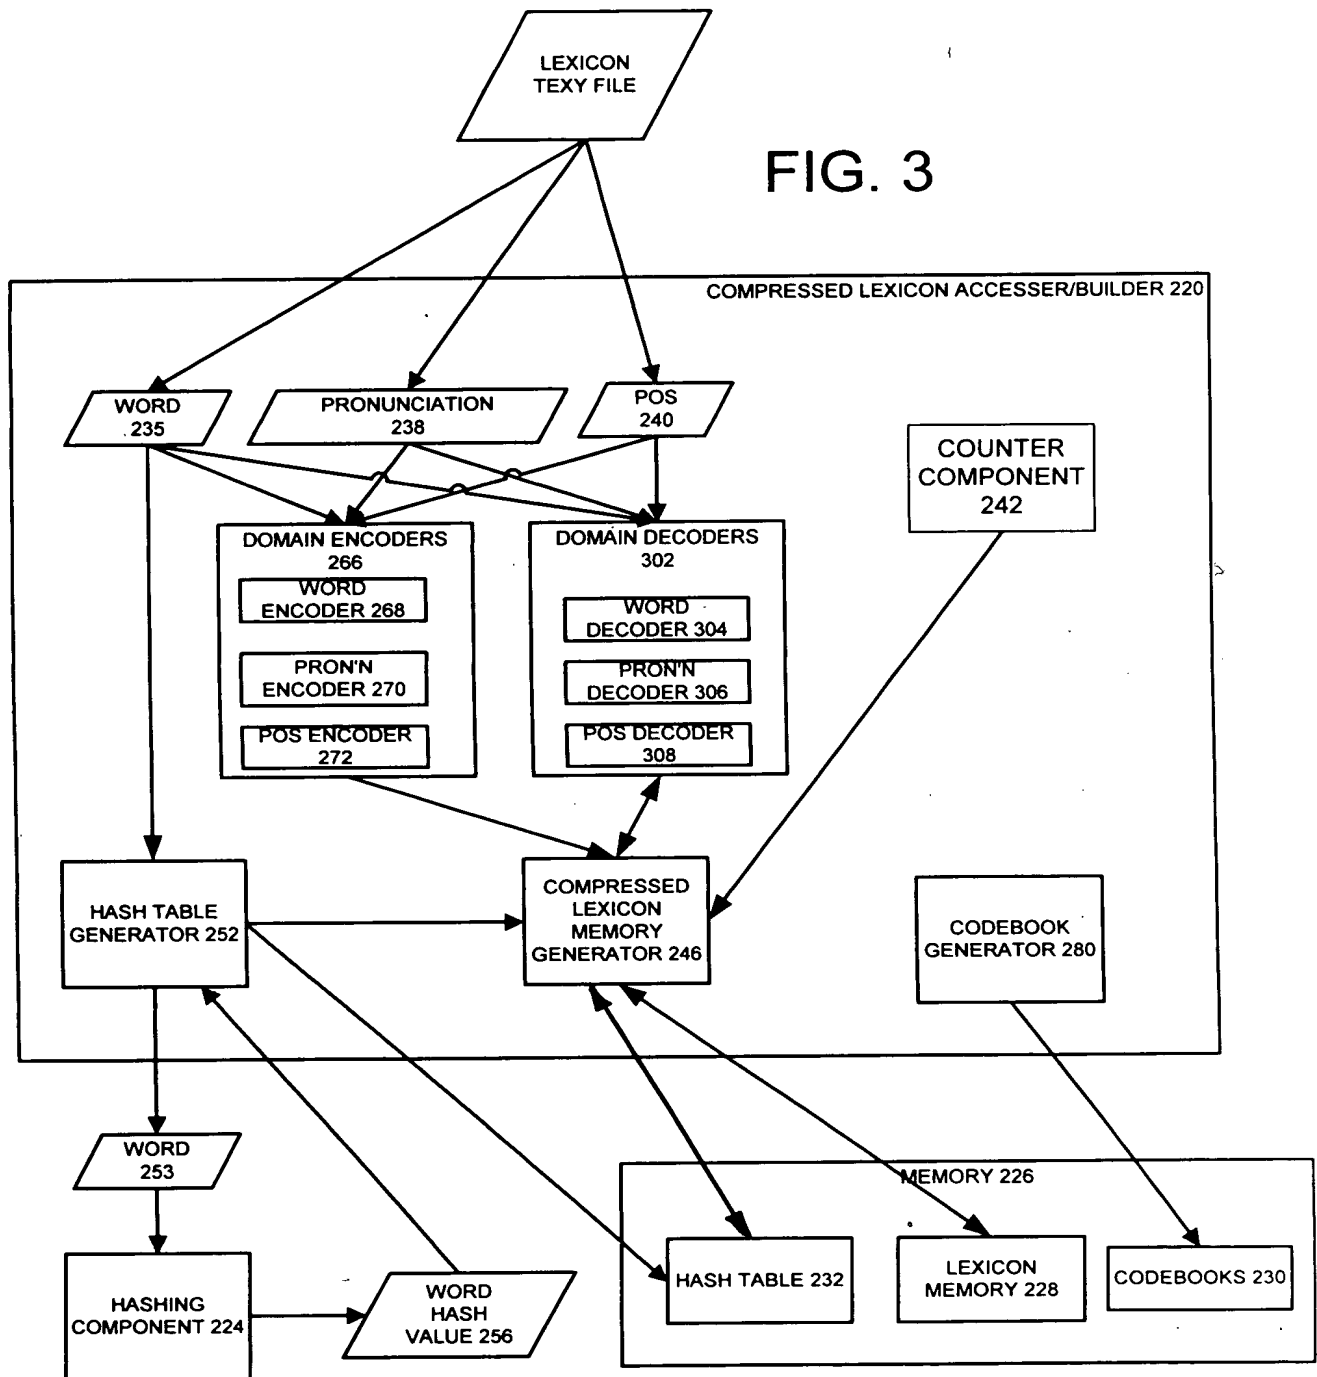 LEXICON
TEXY FILE
FIG. 3
COMPRESSED LEXICON ACCESSER/BUILDER 220
WORD
235
PRONUNCIATION
238
POS
240
COUNTER
COMPONENT
242
DOMAIN ENCODERS
266
WORD
ENCODER 268
PRON'N
ENCODER 270
POS ENCODER
272
DOMAIN DECODERS
302
WORD
DECODER 304
PRON'N
DECODER 306
POS DECODER
308
HASH TABLE
GENERATOR 252
COMPRESSED
LEXICON
MEMORY
GENERATOR 246
CODEBOOK
GENERATOR 280
WORD
253
MEMORY 226
HASHING
COMPONENT 224
WORD
HASH
VALUE 256
HASH TABLE 232
LEXICON
MEMORY 228
CODEBOOKS 230